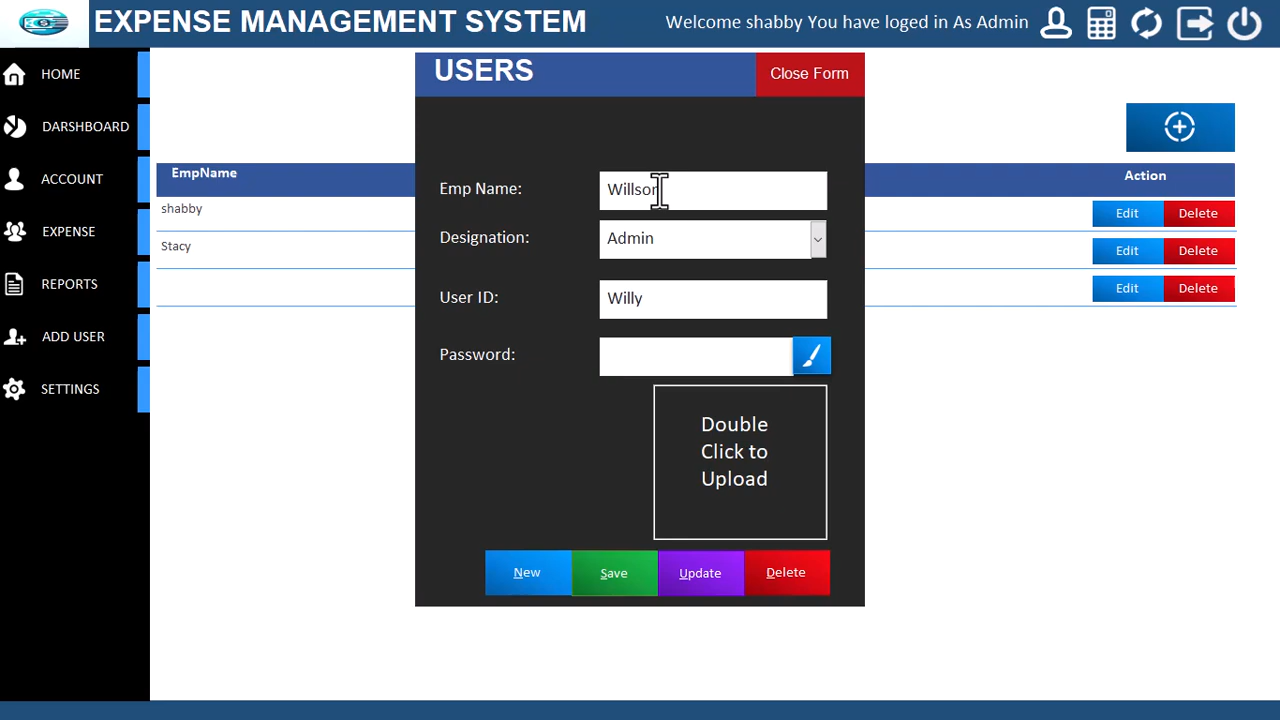 EXPENSE MANAGEMENT SYSTEM
Welcome shabby You have loged in As Admin
HOME
DARSHBOARD
ACCOUNT
EXPENSE
REPORTS
ADD USER
SETTINGS
USERS
Close Form
EmpName
Action
shabby
Edit Delete
Stacy
Edit Delete
Edit Delete
Emp Name: Willson
Designation: Admin
User ID: Willy
Password:
Double
Click to
Upload
New Save Update Delete